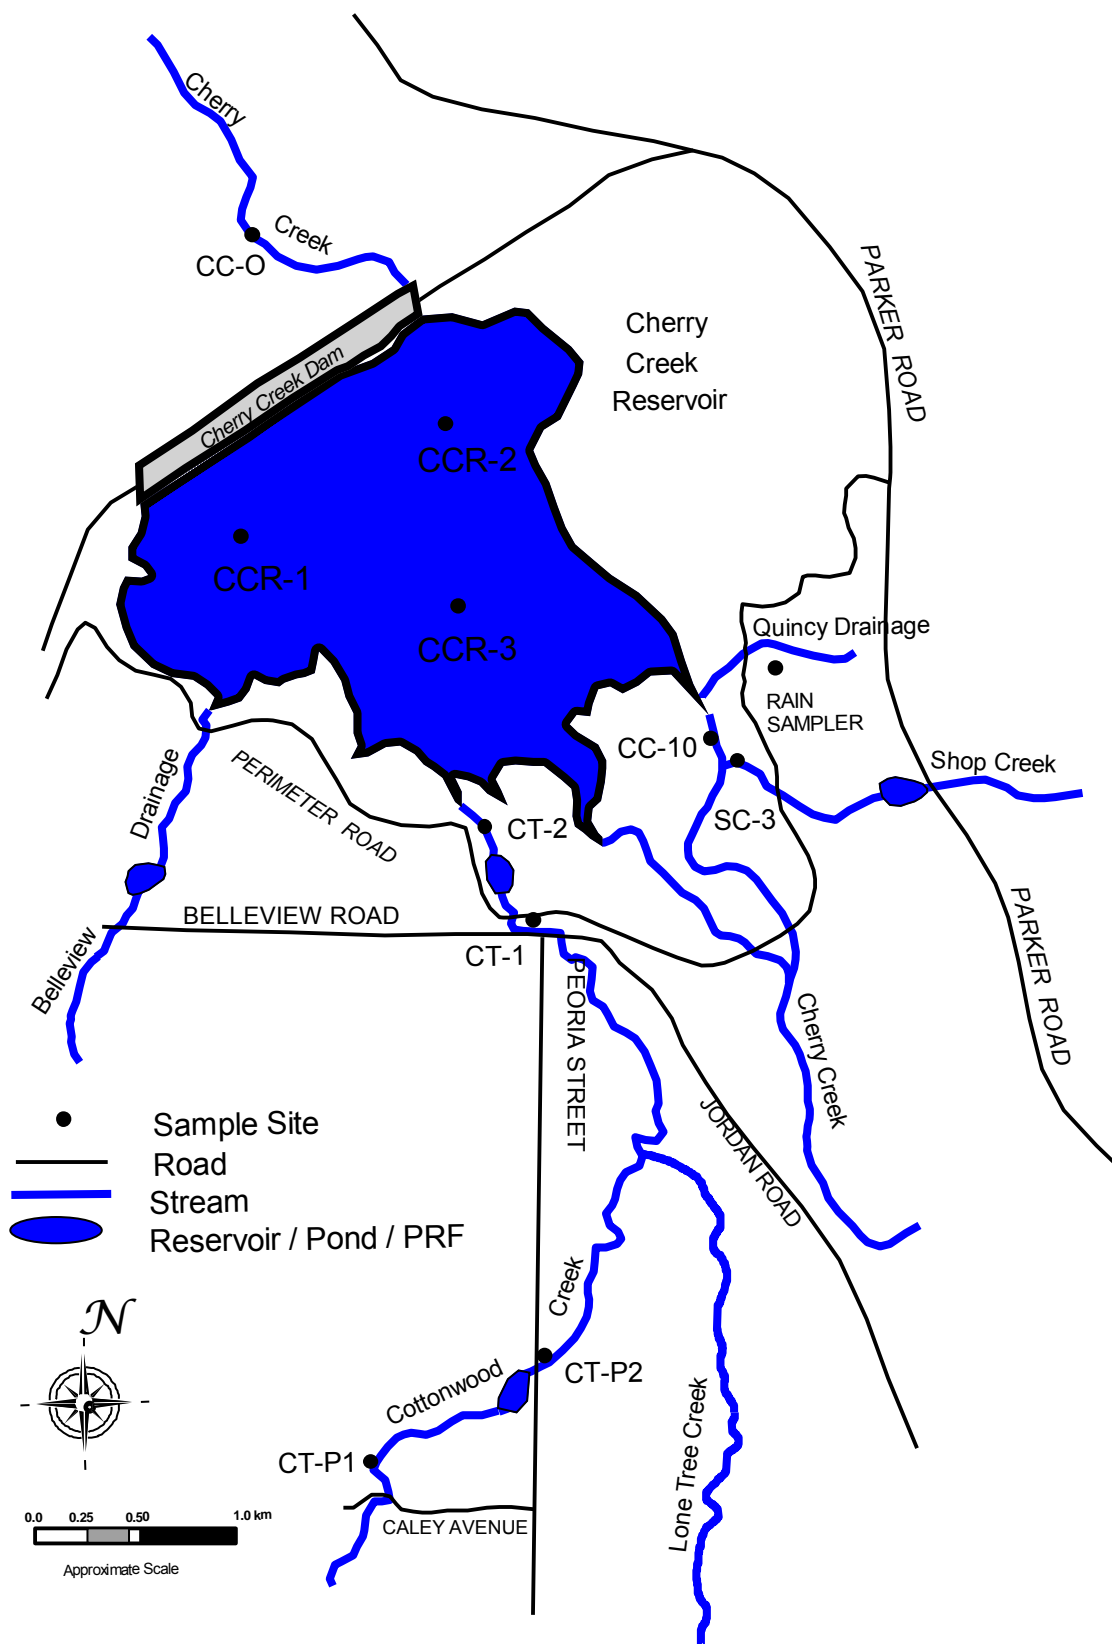 Cherry
Creek
CC-O
PARKER ROAD
Cherry
Creek
Reservoir
Cherry Creek Dam
CCR-2
CCR-1
CCR-3
Quincy Drainage
RAIN
SAMPLER
CC-10
Shop Creek
PERIMETER ROAD
Drainage
SC-3
CT-2
BELLEVIEW ROAD
CT-1
Belleview
PEORIA STREET
PARKER ROAD
Cherry Creek
JORDAN ROAD
Sample Site
Road
Stream
Reservoir / Pond / PRF
N
Creek
CT-P2
Cottonwood
CT-P1
Lone Tree Creek
CALEY AVENUE
0.0 0.25 0.50 1.0 km
Approximate Scale